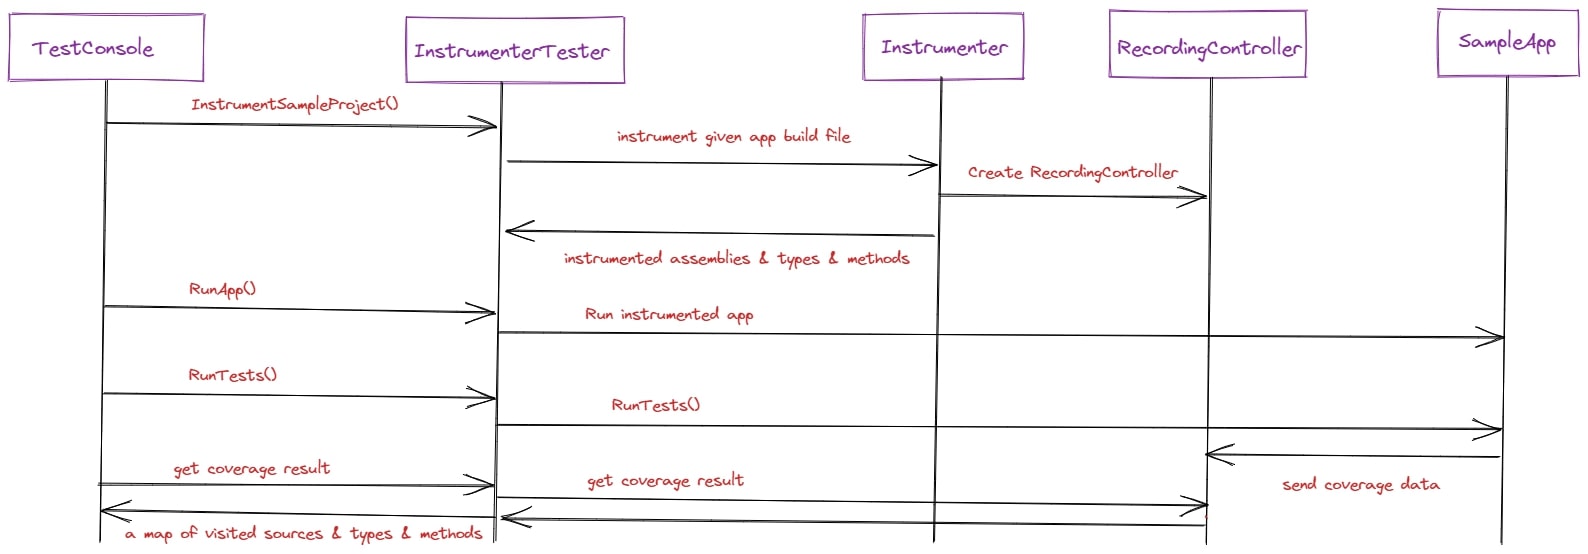 TestConsole
InstrumenterTester
Instrumenter
RecordingController
SampleApp
InstrumentSampleProject()
instrument given app build file
Create RecordingController
instrumented assemblies & types & methods
RunApp()
Run instrumented app
RunTests()
RunTests()
get coverage result
get coverage result
send coverage data
a map of visited sources & types & methods